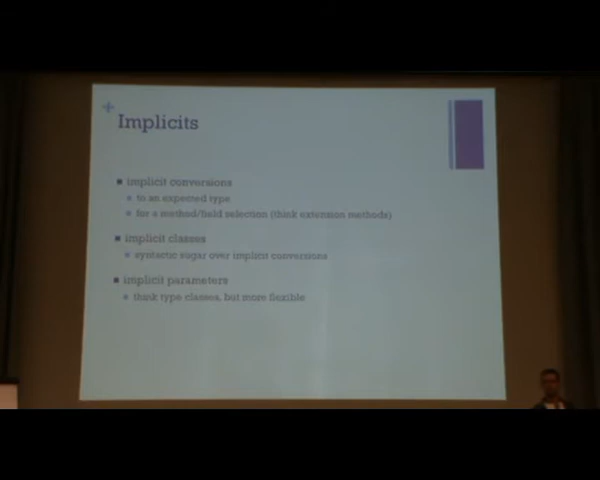 +
Implicits
implicit conversions
to an expected type
for a method/field selection (think extension methods)
implicit classes
syntactic sugar over implicit conversions
implicit parameters
think type classes, but more flexible